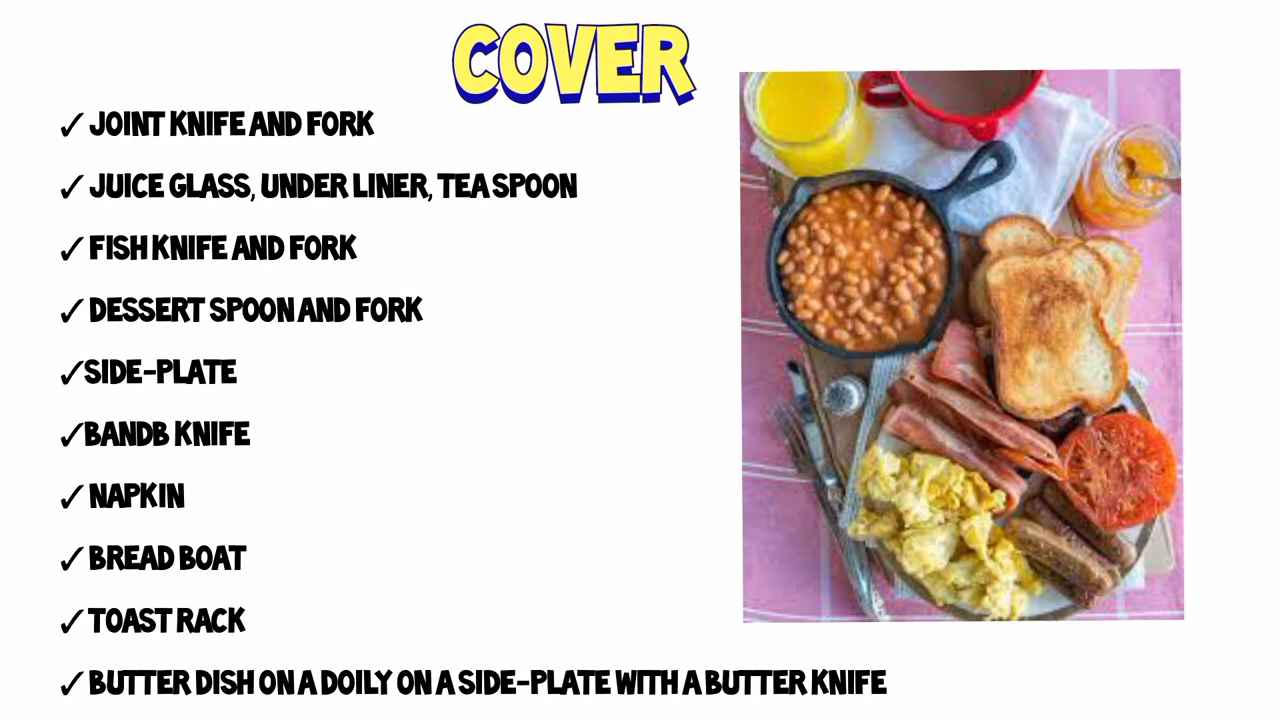 COVER
✓ JOINT KNIFE AND FORK
✓ JUICE GLASS, UNDER LINER, TEA SPOON
✓ FISH KNIFE AND FORK
✓ DESSERT SPOON AND FORK
✓SIDE-PLATE
✓BANDB KNIFE
✓ NAPKIN
✓ BREAD BOAT
✓ TOAST RACK
✓ BUTTER DISH ON A DOILY ON A SIDE-PLATE WITH A BUTTER KNIFE